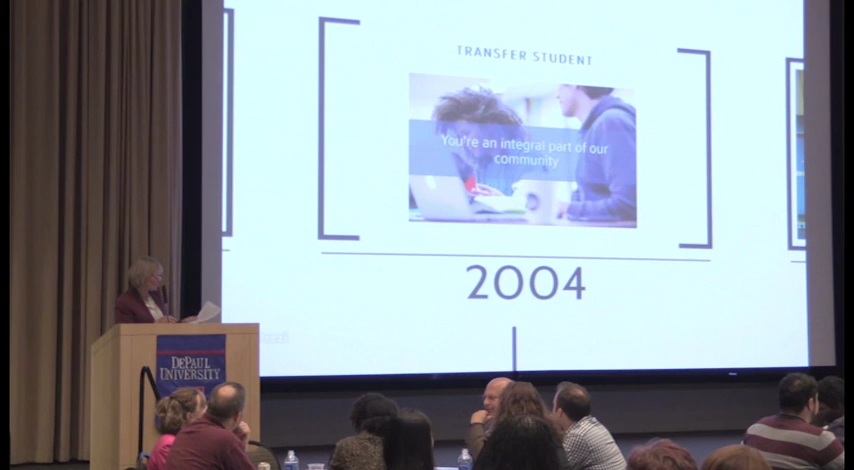 TRANSFER STUDENT
You're an integral part of our
community
2004
DEPAUL
UNIVERSITY